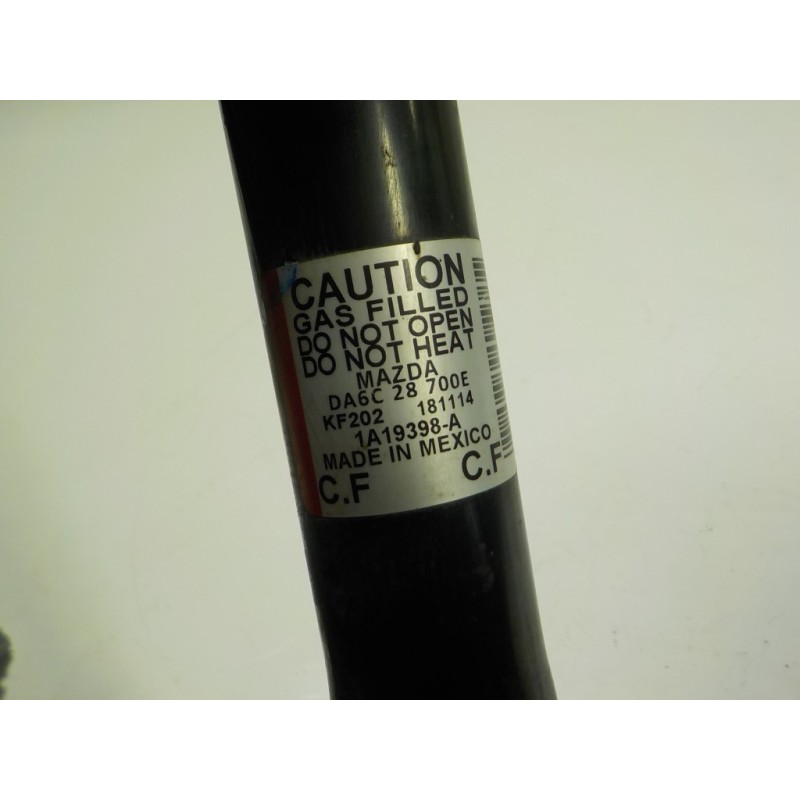 CAUTION
GAS FILLED
DO NOT OPEN
DO NOT HEAT
MAZDA
DA6C 28 700E
KF202 181114
1A19398-A
MADE IN MEXICO
C.F C.F